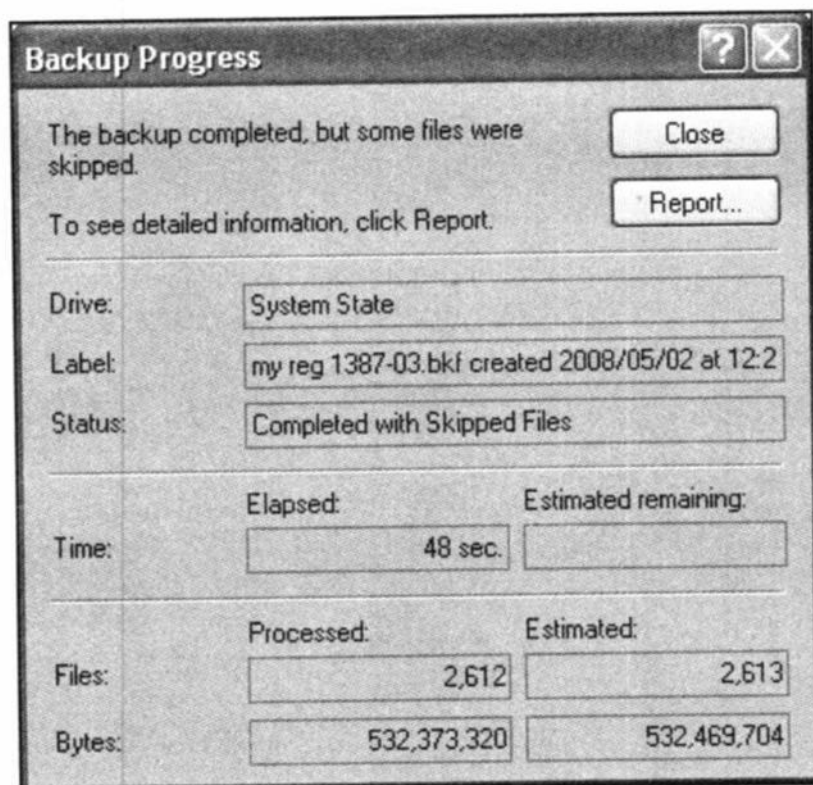 Backup Progress
The backup completed, but some files were
skipped.
Close
To see detailed information, click Report.
Report...
Drive:
System State
Label:
my reg 1387-03.bkf created 2008/05/02 at 12:2
Status:
Completed with Skipped Files
Elapsed:
Estimated remaining:
Time:
48 sec.
Processed:
Estimated:
Files:
2,612
2,613
Bytes:
532,373,320
532,469,704